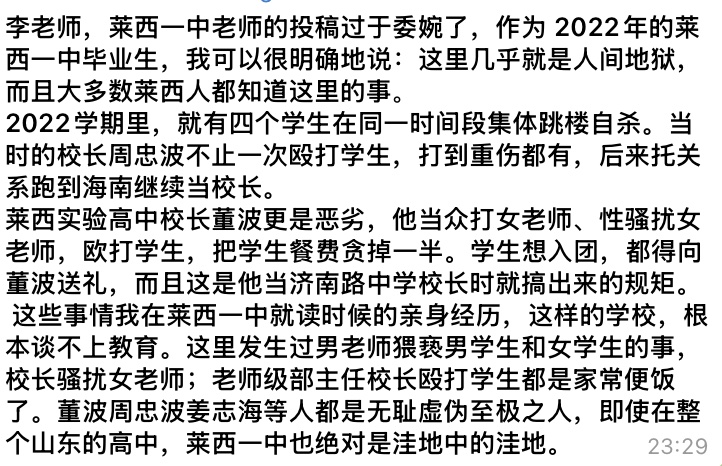 李老师，莱西一中老师的投稿过于委婉了，作为 2022年的莱
西一中毕业生，我可以很明确地说：这里几乎就是人间地狱，
而且大多数莱西人都知道这里的事。
2022学期里，就有四个学生在同一时间段集体跳楼自杀。当
时的校长周忠波不止一次殴打学生，打到重伤都有，后来托关
系跑到海南继续当校长。
莱西实验高中校长董波更是恶劣，他当众打女老师、性骚扰女
老师，欧打学生，把学生餐费贪掉一半。学生想入团，都得向
董波送礼，而且这是他当济南路中学校长时就搞出来的规矩。
这些事情我在莱西一中就读时候的亲身经历，这样的学校，根
本谈不上教育。这里发生过男老师猥亵男学生和女学生的事，
校长骚扰女老师；老师级部主任校长殴打学生都是家常便饭
了。董波周忠波姜志海等人都是无耻虚伪至极之人，即使在整
个山东的高中，莱西一中也绝对是洼地中的洼地。
23:29